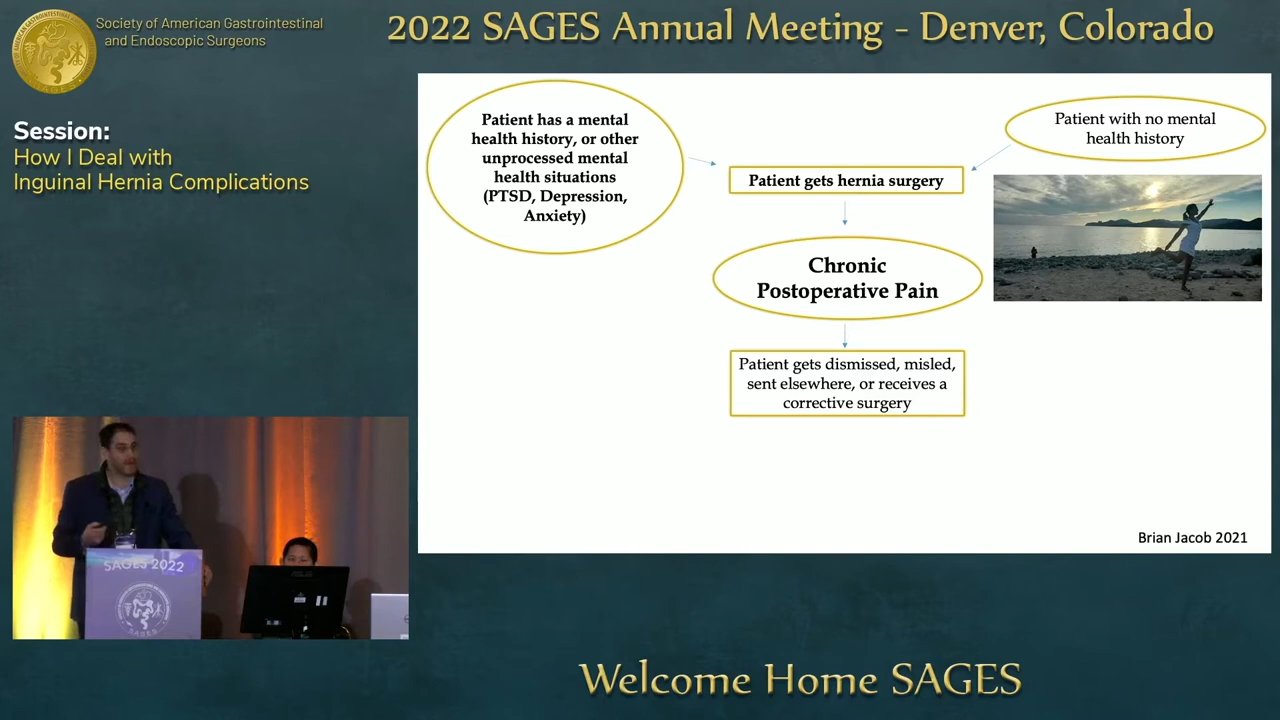 Society of American Gastrointestinal
and Endoscopic Surgeons
2022 SAGES Annual Meeting - Denver, Colorado
Session:
How I Deal with
Inguinal Hernia Complications
Patient has a mental
health history, or other
unprocessed mental
health situations
(PTSD, Depression,
Anxiety)
Patient with no mental
health history
Patient gets hernia surgery
Chronic
Postoperative Pain
Patient gets dismissed, misled,
sent elsewhere, or receives a
corrective surgery
Brian Jacob 2021
SAGES 2022
SAGES
Welcome Home SAGES